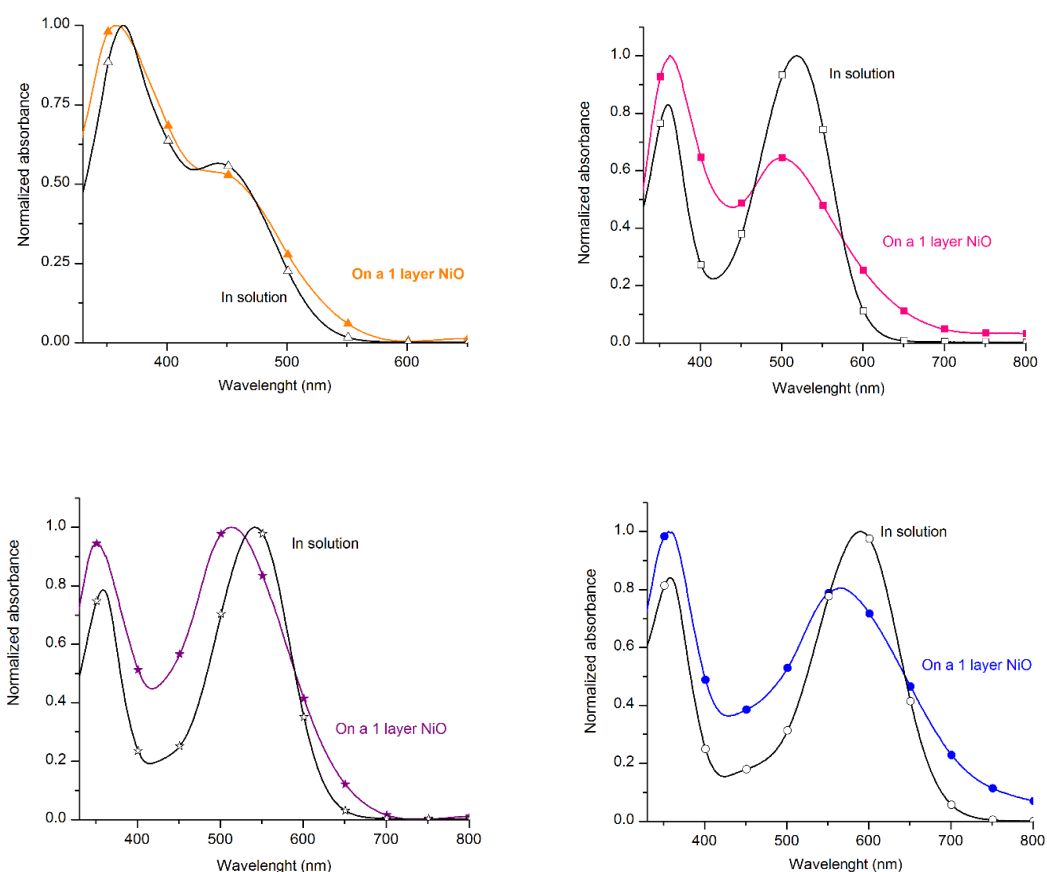 1.00
0.75
0.50
0.25
0.00
Normalized absorbance
400
500
600
Wavelenght (nm)
On a 1 layer NiO
In solution
1.0
0.8
0.6
0.4
0.2
0.0
Normalized absorbance
400
500
600
700
800
Wavelenght (nm)
In solution
On a 1 layer NiO
1.0
0.8
0.6
0.4
0.2
0.0
Normalized absorbance
400
500
600
700
800
Wavelenght (nm)
In solution
On a 1 layer NiO
1.0
0.8
0.6
0.4
0.2
0.0
Normalized absorbance
400
500
600
700
800
Wavelenght (nm)
In solution
On a 1 layer NiO